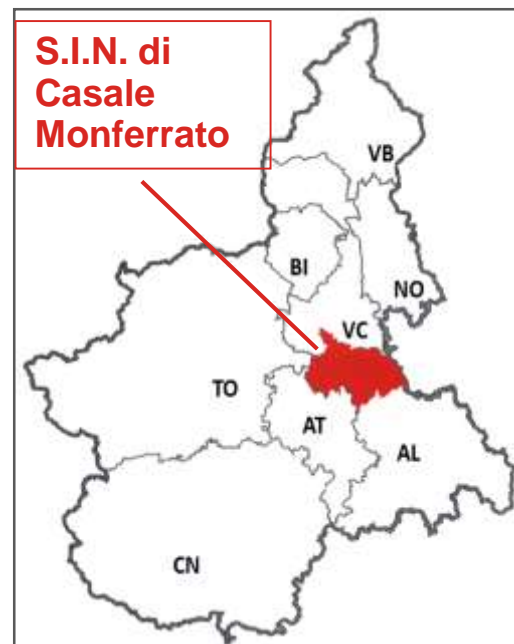 S.I.N. di
Casale
Monferrato
VB
BI
NO
VC
TO
AT
AL
CN